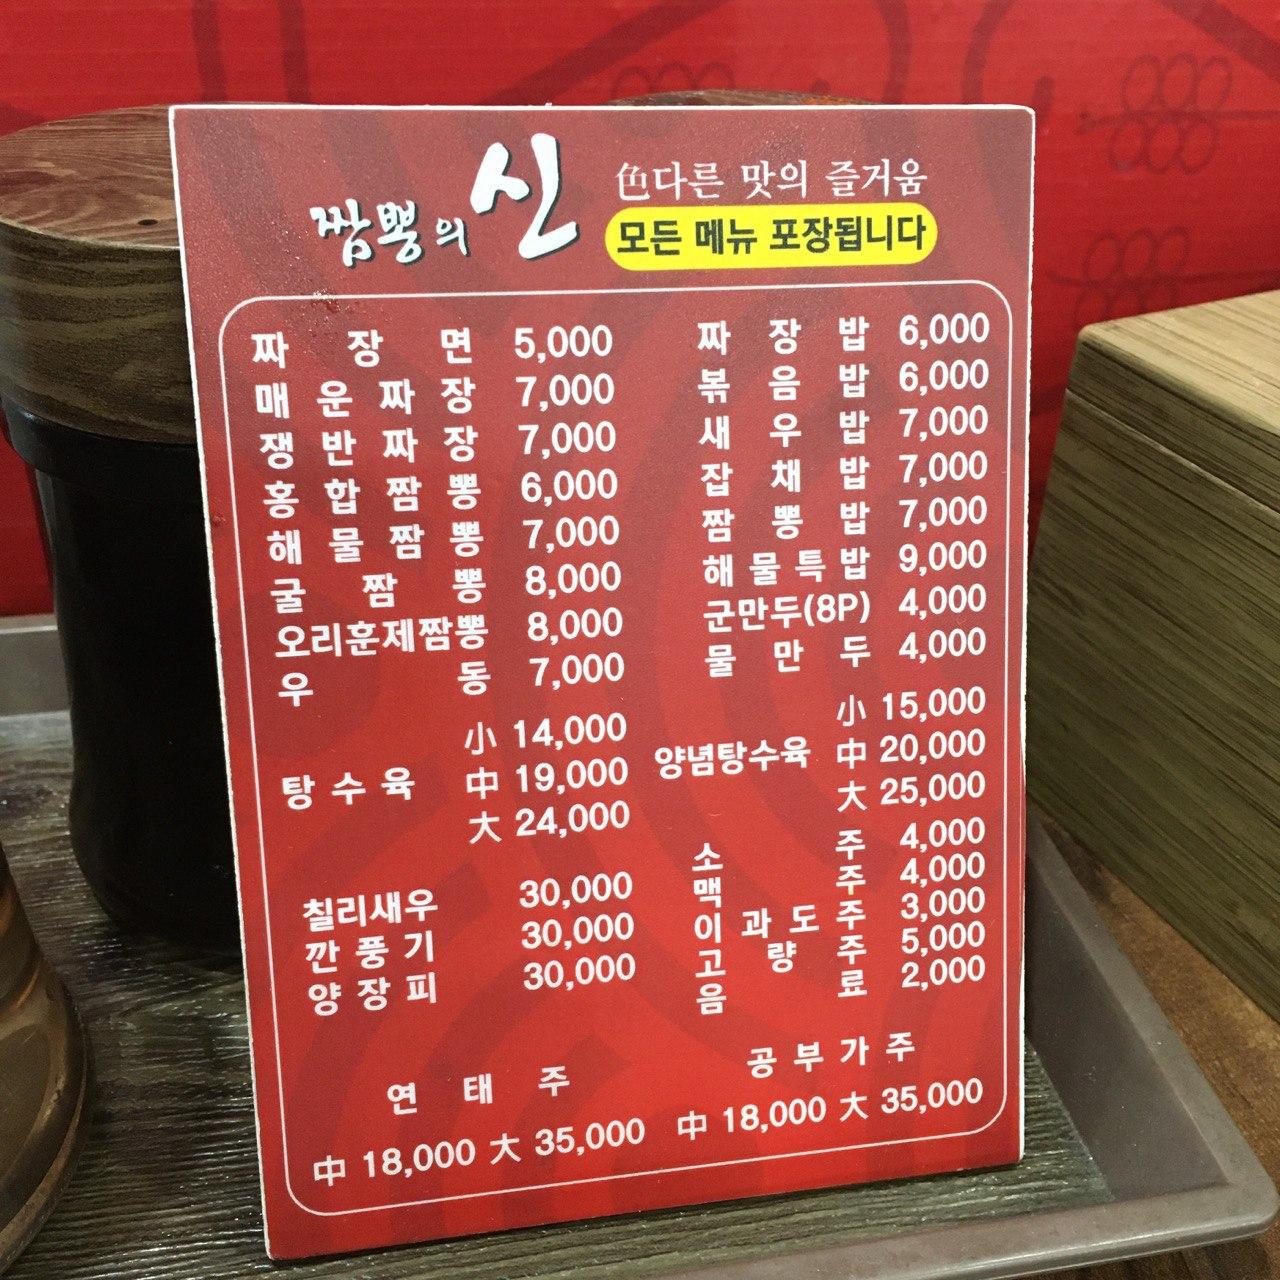 짬뽕의신
色다른 맛의 즐거움
모든 메뉴 포장됩니다
짜장면 5,000
매운짜장 7,000
쟁반짜장 7,000
홍합짬뽕 6,000
해물짬뽕 7,000
굴짬뽕 8,000
오리훈제짬뽕 8,000
우동 7,000
탕수육
小 14,000
中 19,000
大 24,000
칠리새우 30,000
깐풍기 30,000
양장피 30,000
짜장밥 6,000
볶음밥 6,000
새우밥 7,000
잡채밥 7,000
짬뽕밥 7,000
해물특밥 9,000
군만두(8P) 4,000
물만두 4,000
양념탕수육
小 15,000
中 20,000
大 25,000
소주 4,000
맥주 4,000
이과도주 3,000
고량주 5,000
음료 2,000
연태주
中 18,000 大 35,000
공부가주
中 18,000 大 35,000